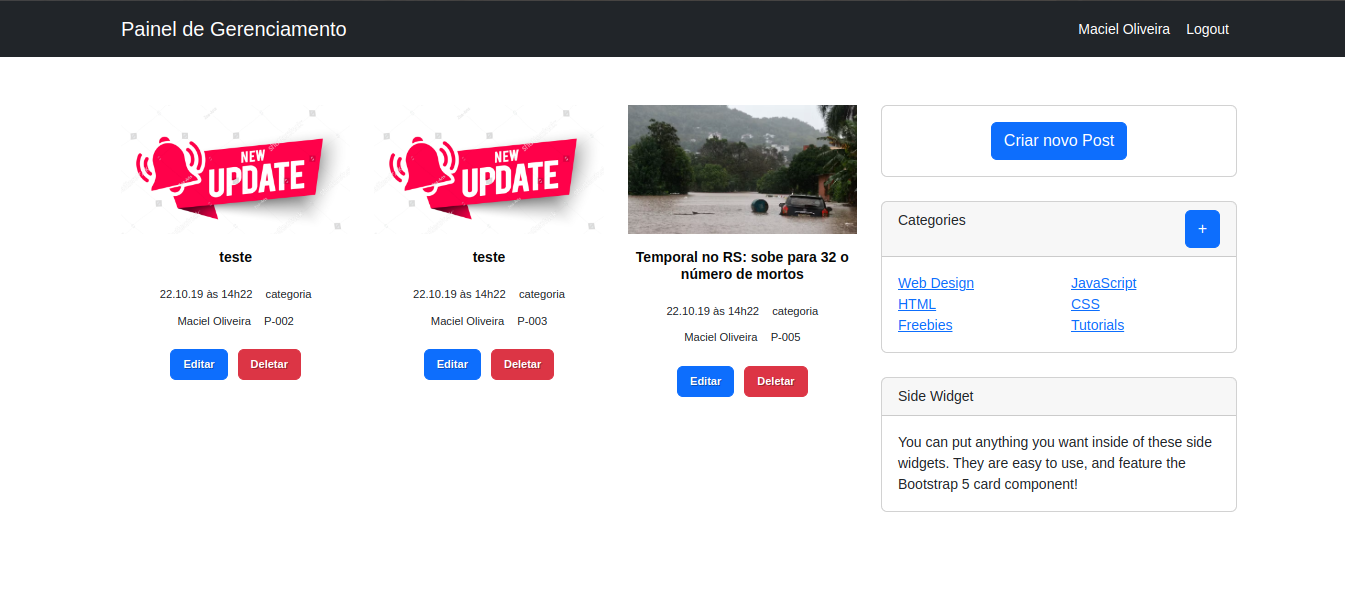 Painel de Gerenciamento
Maciel Oliveira Logout
NEW
UPDATE
teste
22.10.19 às 14h22 categoria
Maciel Oliveira P-002
Editar Deletar
NEW
UPDATE
teste
22.10.19 às 14h22 categoria
Maciel Oliveira P-003
Editar Deletar
Temporal no RS: sobe para 32 o
número de mortos
22.10.19 às 14h22 categoria
Maciel Oliveira P-005
Editar Deletar
Criar novo Post
Categories +
Web Design JavaScript
HTML CSS
Freebies Tutorials
Side Widget
You can put anything you want inside of these side
widgets. They are easy to use, and feature the
Bootstrap 5 card component!